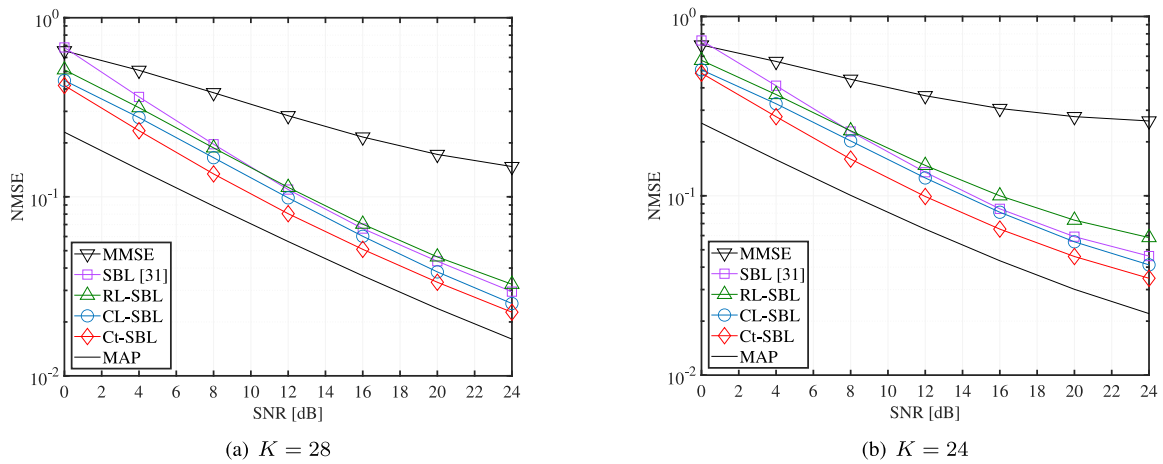 10^0
10^-1
10^-2
NMSE
MMSE
SBL [31]
RL-SBL
CL-SBL
Ct-SBL
MAP
0 2 4 6 8 10 12 14 16 18 20 22 24
SNR [dB]
(a) K = 28
10^0
10^-1
10^-2
NMSE
MMSE
SBL [31]
RL-SBL
CL-SBL
Ct-SBL
MAP
0 2 4 6 8 10 12 14 16 18 20 22 24
SNR [dB]
(b) K = 24